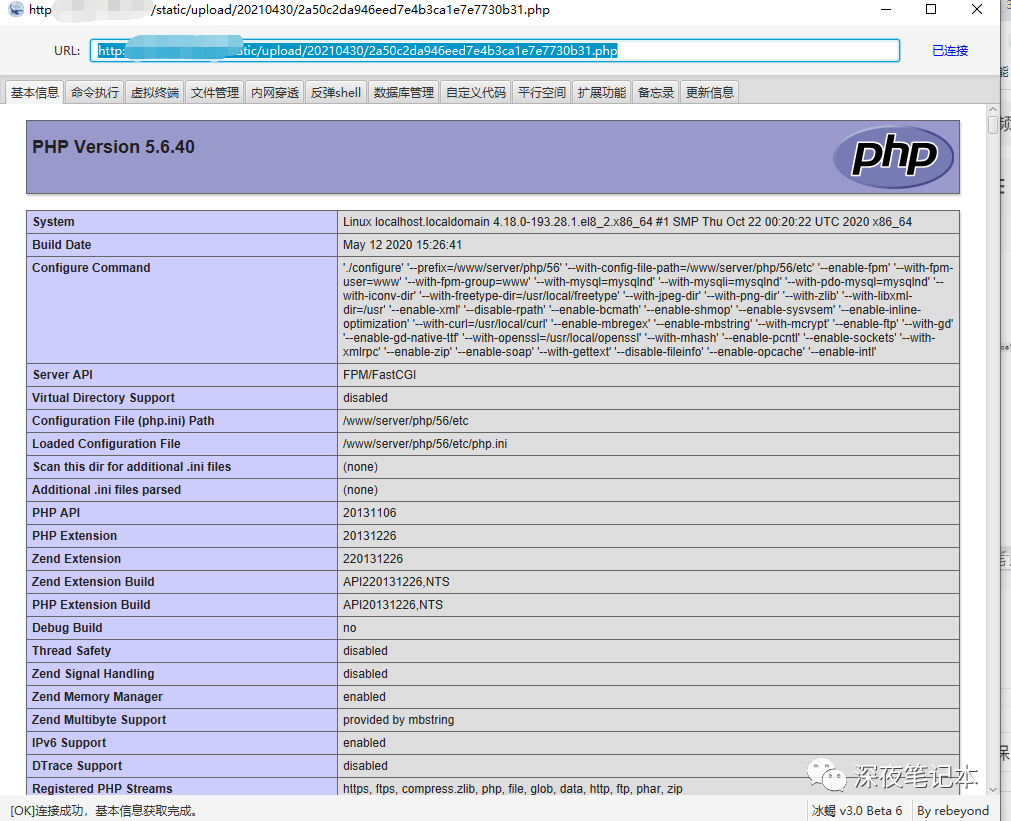 http /static/upload/20210430/2a50c2da946eed7e4b3ca1e7e7730b31.php
URL: http: atic/upload/20210430/2a50c2da946eed7e4b3ca1e7e7730b31.php 已连接
基本信息 命令执行 虚拟终端 文件管理 内网穿透 反弹shell 数据库管理 自定义代码 平行空间 扩展功能 备忘录 更新信息
PHP Version 5.6.40
php
System Linux localhost.localdomain 4.18.0-193.28.1.el8_2.x86_64 #1 SMP Thu Oct 22 00:20:22 UTC 2020 x86_64
Build Date May 12 2020 15:26:41
Configure Command './configure' '--prefix=/www/server/php/56' '--with-config-file-path=/www/server/php/56/etc' '--enable-fpm' '--with-fpm-
user=www' '--with-fpm-group=www' '--with-mysql=mysqlnd' '--with-mysqli=mysqlnd' '--with-pdo-mysql=mysqlnd' '--
with-iconv-dir' '--with-freetype-dir=/usr/local/freetype' '--with-jpeg-dir' '--with-png-dir' '--with-zlib' '--with-libxml-
dir=/usr' '--enable-xml' '--disable-rpath' '--enable-bcmath' '--enable-shmop' '--enable-sysvsem' '--enable-inline-
optimization' '--with-curl=/usr/local/curl' '--enable-mbregex' '--enable-mbstring' '--with-mcrypt' '--enable-ftp' '--with-gd'
'--enable-gd-native-ttf' '--with-openssl=/usr/local/openssl' '--with-mhash' '--enable-pcntl' '--enable-sockets' '--with-
xmlrpc' '--enable-zip' '--enable-soap' '--with-gettext' '--disable-fileinfo' '--enable-opcache' '--enable-intl'
Server API FPM/FastCGI
Virtual Directory Support disabled
Configuration File (php.ini) Path /www/server/php/56/etc
Loaded Configuration File /www/server/php/56/etc/php.ini
Scan this dir for additional .ini files (none)
Additional .ini files parsed (none)
PHP API 20131106
PHP Extension 20131226
Zend Extension 220131226
Zend Extension Build API220131226,NTS
PHP Extension Build API20131226,NTS
Debug Build no
Thread Safety disabled
Zend Signal Handling disabled
Zend Memory Manager enabled
Zend Multibyte Support provided by mbstring
IPv6 Support enabled
DTrace Support disabled
Registered PHP Streams https, ftps, compress.zlib, php, file, glob, data, http, ftp, phar, zip
深夜笔记本
[OK]连接成功，基本信息获取完成。 冰蝎 v3.0 Beta 6 By rebeyond